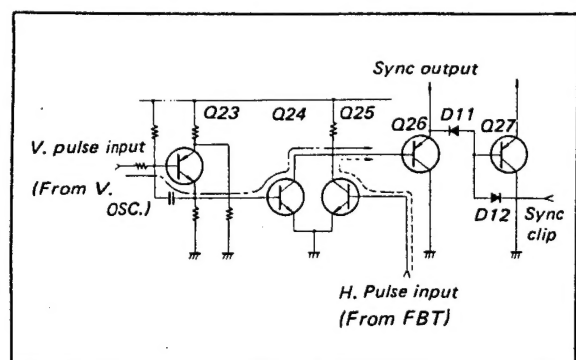 Sync output
Q23
Q24
Q25
Q26
D11
Q27
V. pulse input
(From V.
OSC.)
D12
Sync
clip
H. Pulse input
(From FBT)